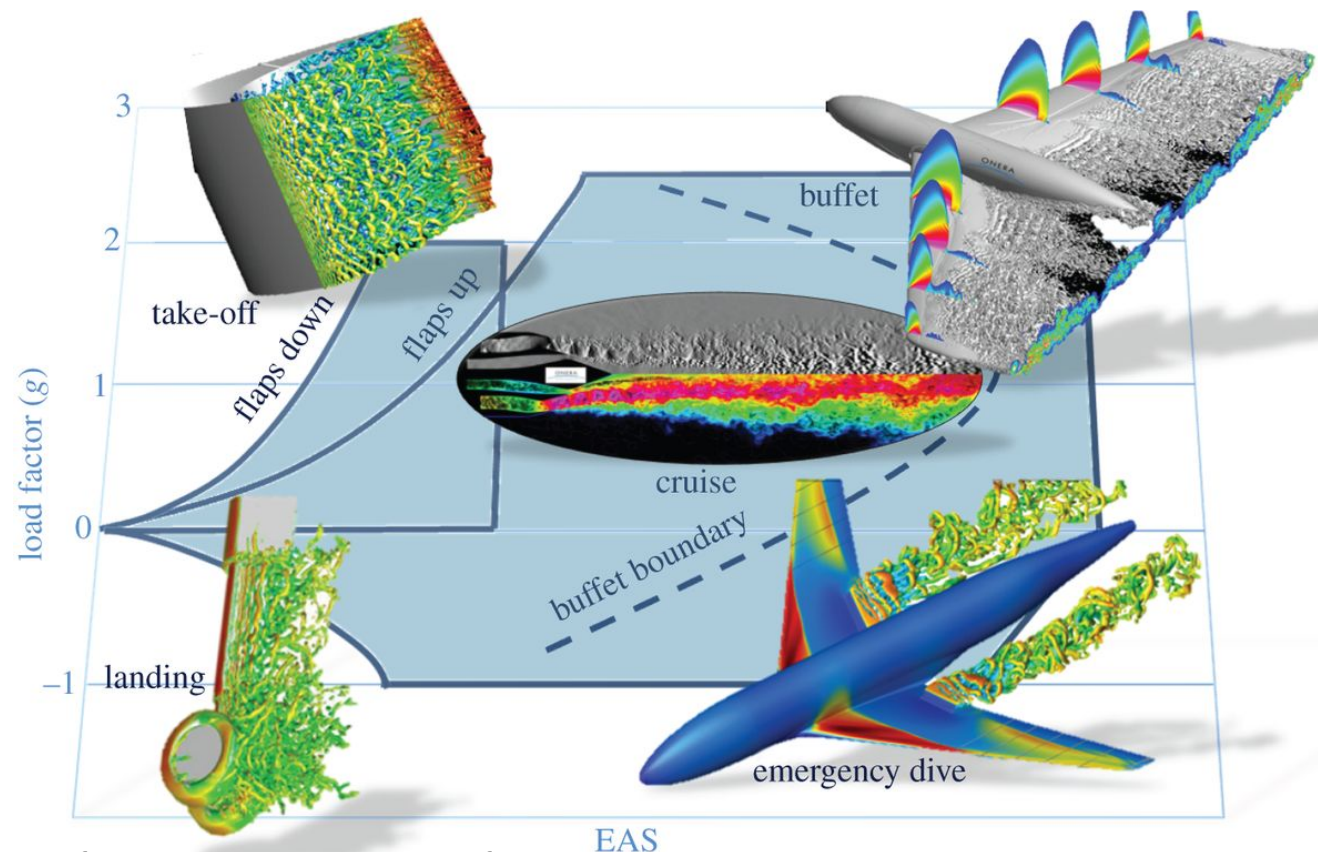 3
buffet
ONERA
2
take-off
flaps down
flaps up
ONERA
load factor (g)
1
cruise
0
buffet boundary
landing
−1
emergency dive
EAS